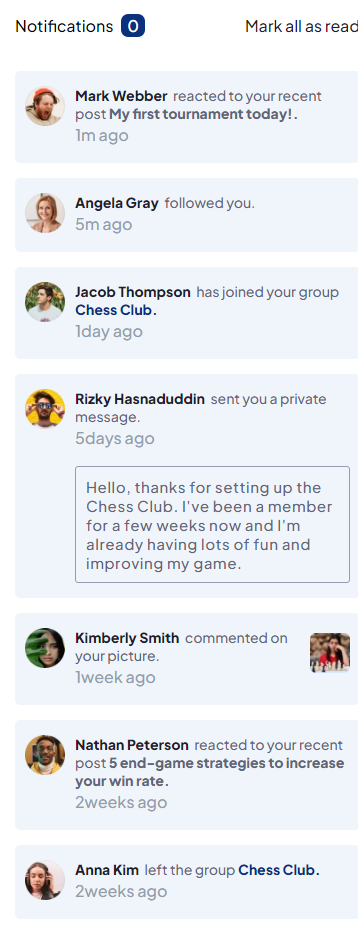 Notifications 0 Mark all as read
Mark Webber reacted to your recent
post My first tournament today!.
1m ago
Angela Gray followed you.
5m ago
Jacob Thompson has joined your group
Chess Club.
1day ago
Rizky Hasnaduddin sent you a private
message.
5days ago
Hello, thanks for setting up the
Chess Club. I've been a member
for a few weeks now and I'm
already having lots of fun and
improving my game.
Kimberly Smith commented on
your picture.
1week ago
Nathan Peterson reacted to your recent
post 5 end-game strategies to increase
your win rate.
2weeks ago
Anna Kim left the group Chess Club.
2weeks ago